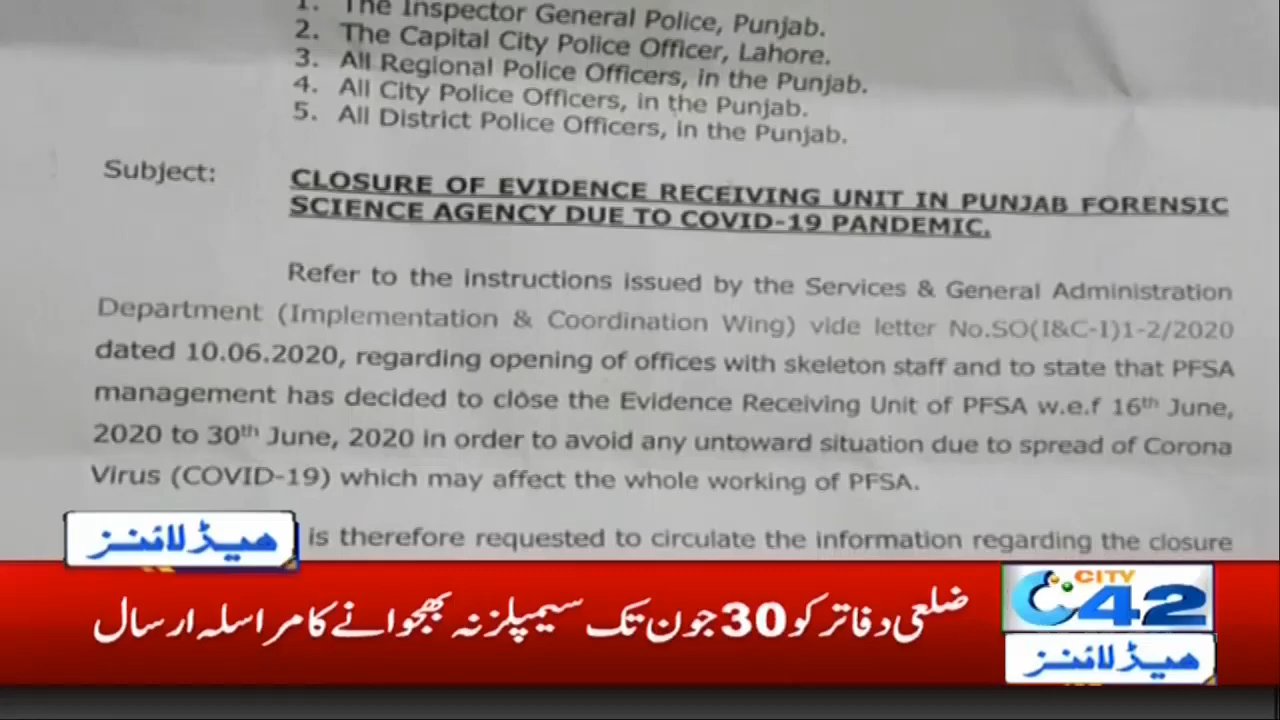 1. The Inspector General Police, Punjab.
2. The Capital City Police Officer, Lahore.
3. All Regional Police Officers, in the Punjab.
4. All City Police Officers, in the Punjab.
5. All District Police Officers, in the Punjab.
Subject: CLOSURE OF EVIDENCE RECEIVING UNIT IN PUNJAB FORENSIC
SCIENCE AGENCY DUE TO COVID-19 PANDEMIC.
Refer to the instructions issued by the Services & General Administration
Department (Implementation & Coordination Wing) vide letter No.SO(I&C-I)1-2/2020
dated 10.06.2020, regarding opening of offices with skeleton staff and to state that PFSA
management has decided to close the Evidence Receiving Unit of PFSA w.e.f 16th June,
2020 to 30th June, 2020 in order to avoid any untoward situation due to spread of Corona
Virus (COVID-19) which may affect the whole working of PFSA.
is therefore requested to circulate the information regarding the closure
ہیڈلائنز
ضلعی دفاتر کو 30 جون تک سیمپلز نہ بھجوانے کا مراسلہ ارسال
CITY
42
ہیڈلائنز